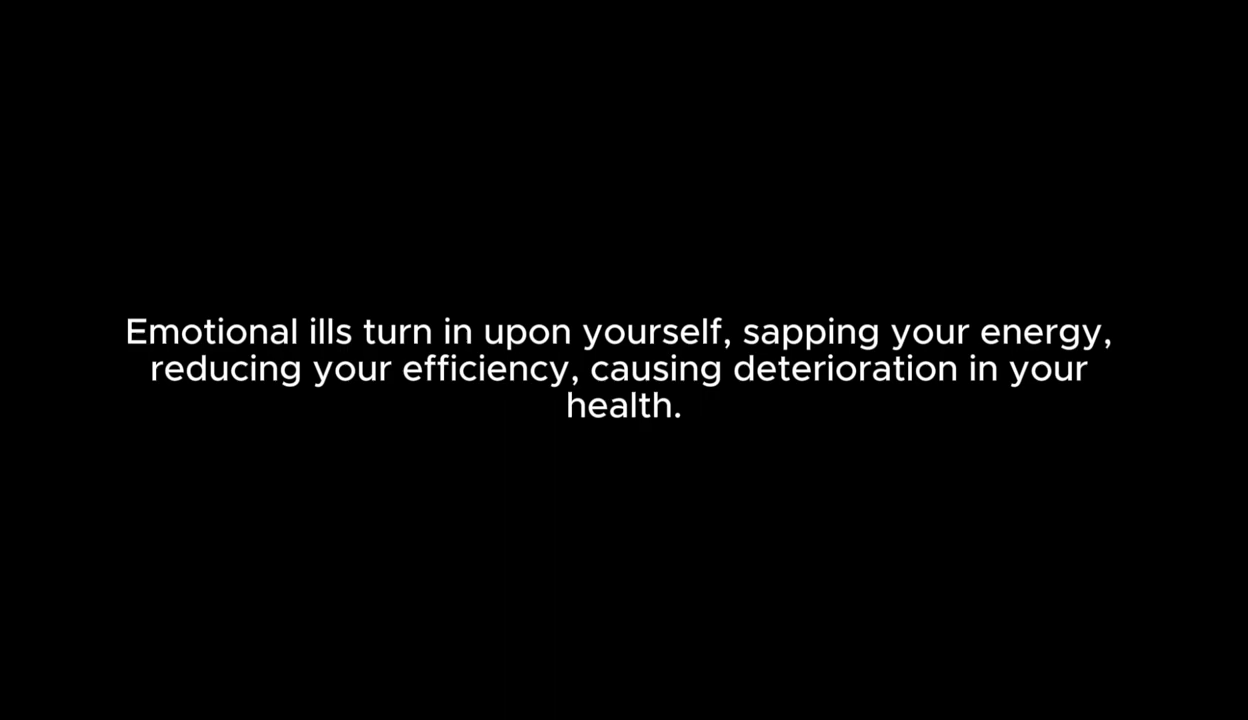 Emotional ills turn in upon yourself, sapping your energy,
reducing your efficiency, causing deterioration in your
health.